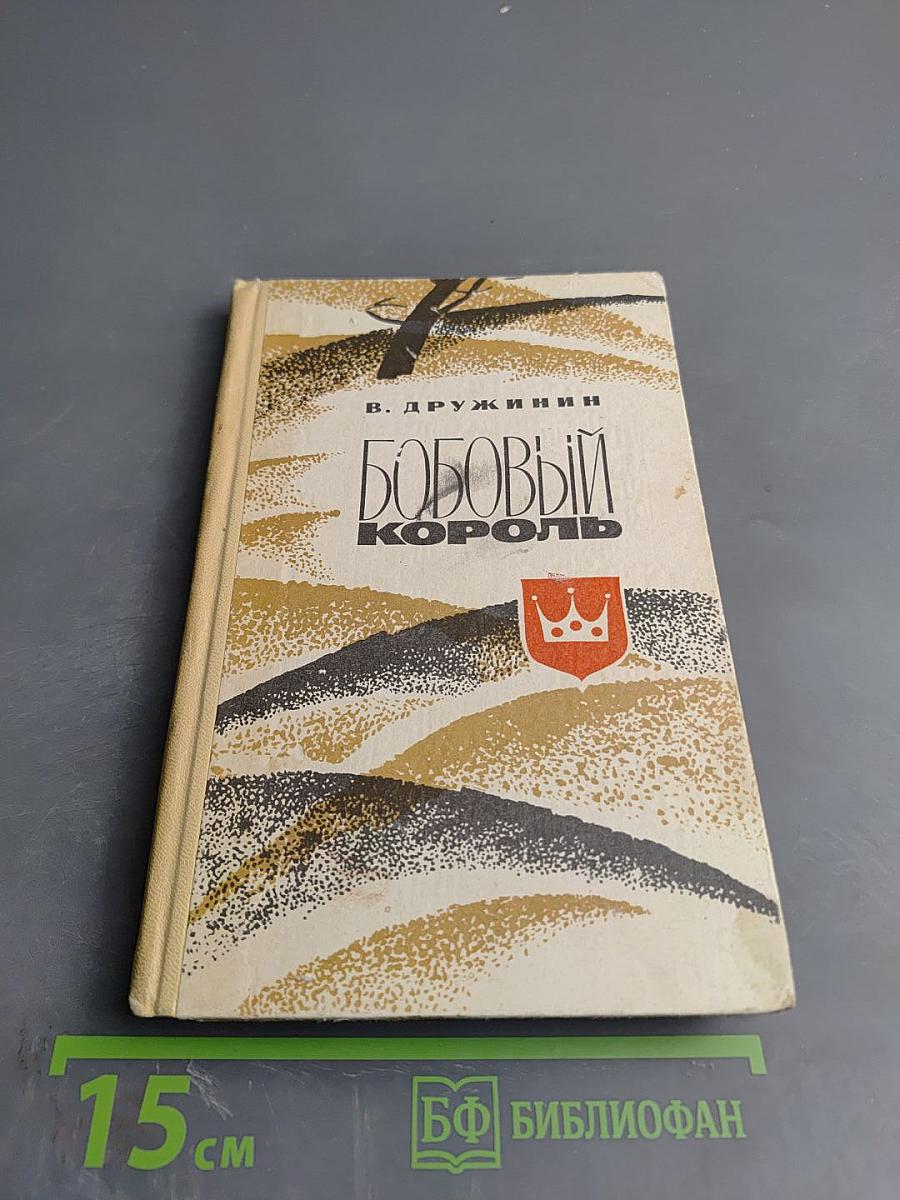 В. ДРУЖИНИН
БОБОВЫЙ
КОРОЛЬ
15 см
БФ БИБЛИОФАН